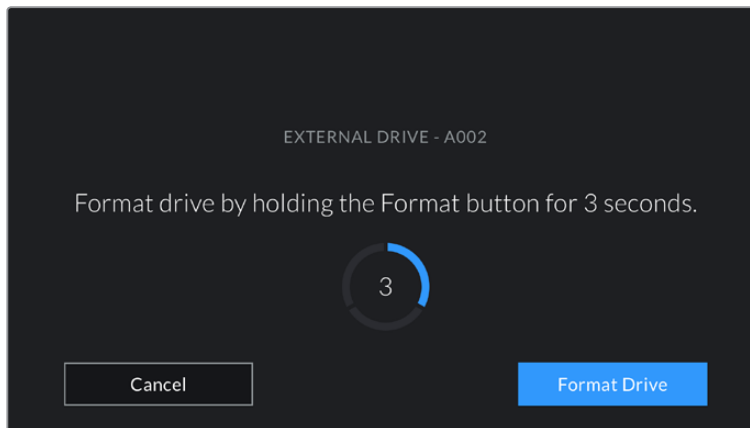 EXTERNAL DRIVE - A002
Format drive by holding the Format button for 3 seconds.
3
Cancel
Format Drive